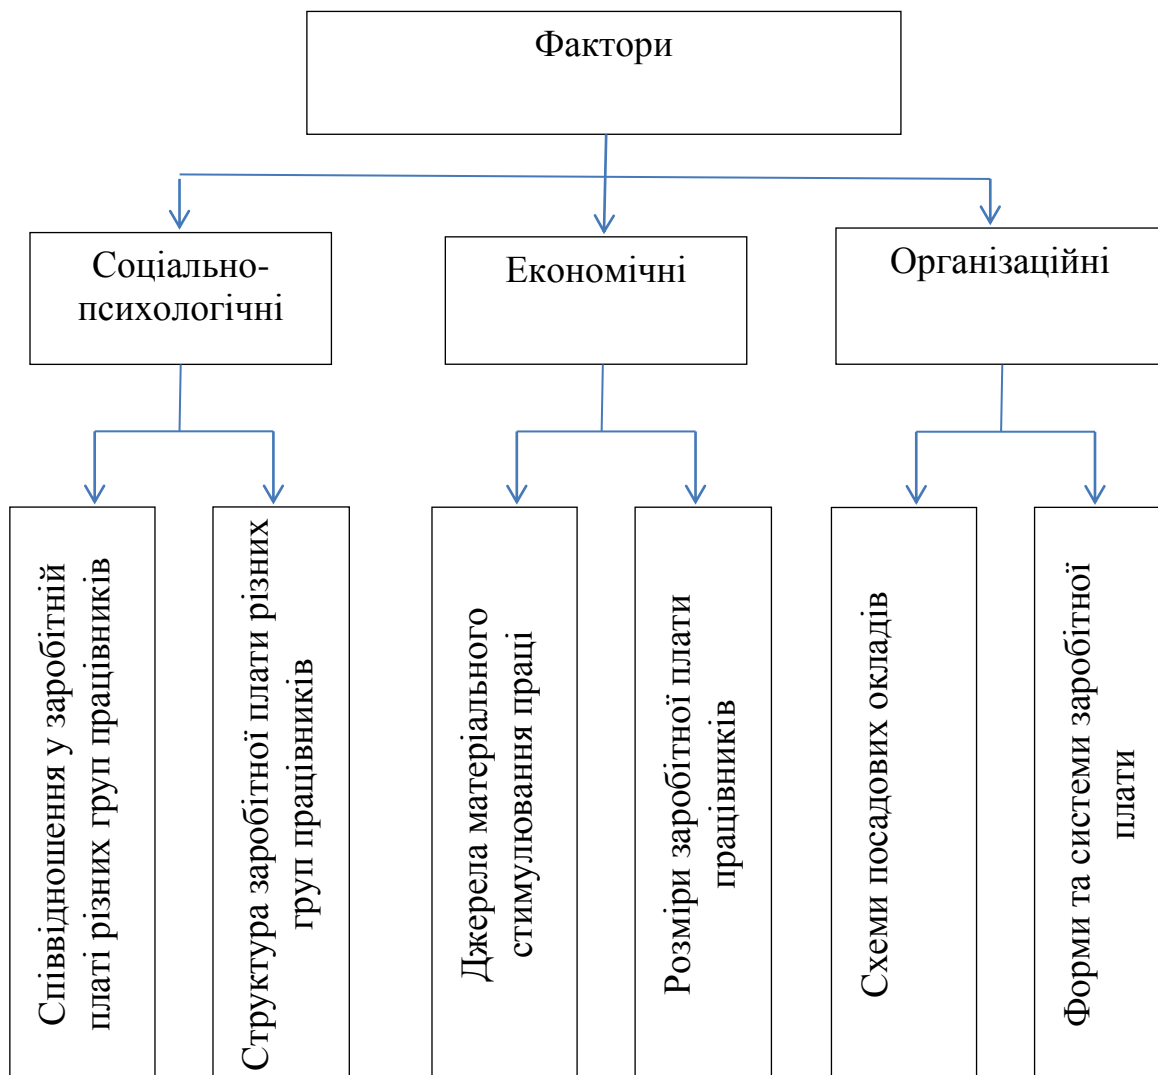 Фактори
Соціально-
психологічні
Економічні
Організаційні
Співвідношення у заробітній
платі різних груп працівників
Структура заробітної плати різних
груп працівників
Джерела матеріального
стимулювання праці
Розміри заробітної плати
працівників
Схеми посадових окладів
Форми та системи заробітної
плати